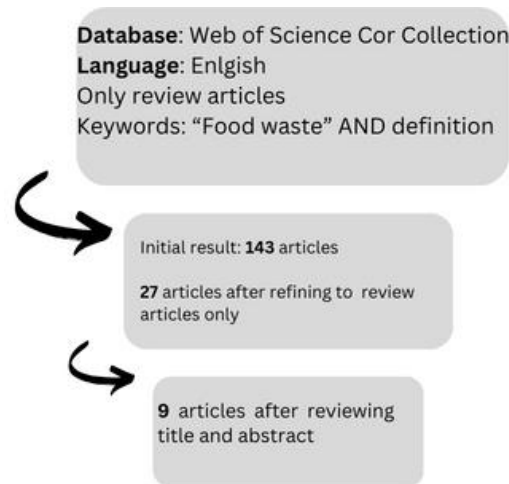 Database: Web of Science Cor Collection
Language: Enlgish
Only review articles
Keywords: “Food waste” AND definition
Initial result: 143 articles
27 articles after refining to review
articles only
9 articles after reviewing
title and abstract